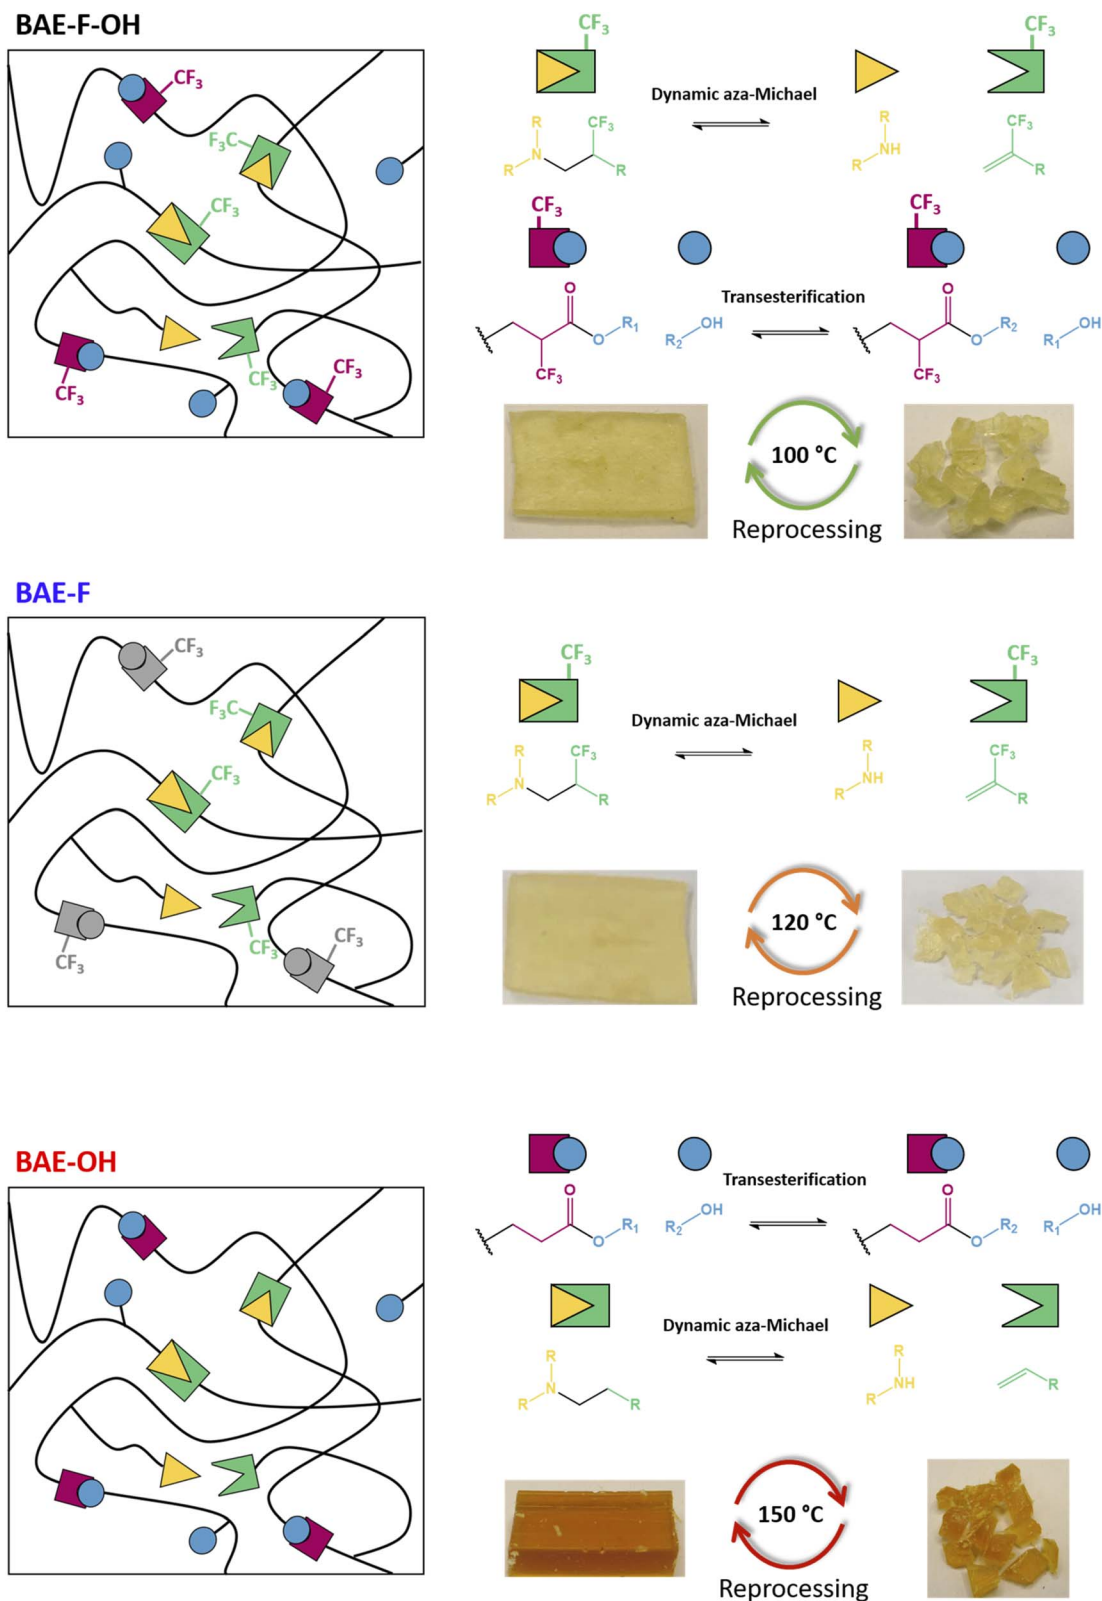 BAE-F-OH
CF3
F3C
CF3
CF3
CF3
CF3
CF3
CF3
Dynamic aza-Michael
CF3
R
N
R
CF3
R
R
NH
R
CF3
R
CF3
CF3
Transesterification
O
O
R1
CF3
R2
OH
O
O
R2
CF3
R1
OH
100 °C
Reprocessing
BAE-F
CF3
F3C
CF3
CF3
CF3
CF3
CF3
Dynamic aza-Michael
CF3
R
N
R
CF3
R
R
NH
R
CF3
R
120 °C
Reprocessing
BAE-OH
Transesterification
O
O
R1
R2
OH
O
O
R2
R1
OH
Dynamic aza-Michael
R
N
R
R
R
NH
R
R
150 °C
Reprocessing